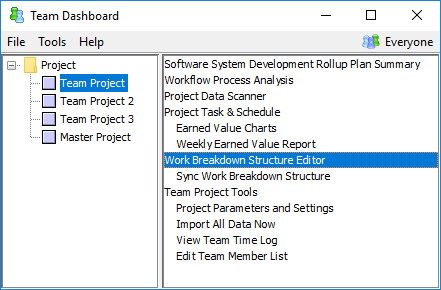 Team Dashboard
File Tools Help Everyone
Project
Team Project
Team Project 2
Team Project 3
Master Project
Software System Development Rollup Plan Summary
Workflow Process Analysis
Project Data Scanner
Project Task & Schedule
Earned Value Charts
Weekly Earned Value Report
Work Breakdown Structure Editor
Sync Work Breakdown Structure
Team Project Tools
Project Parameters and Settings
Import All Data Now
View Team Time Log
Edit Team Member List